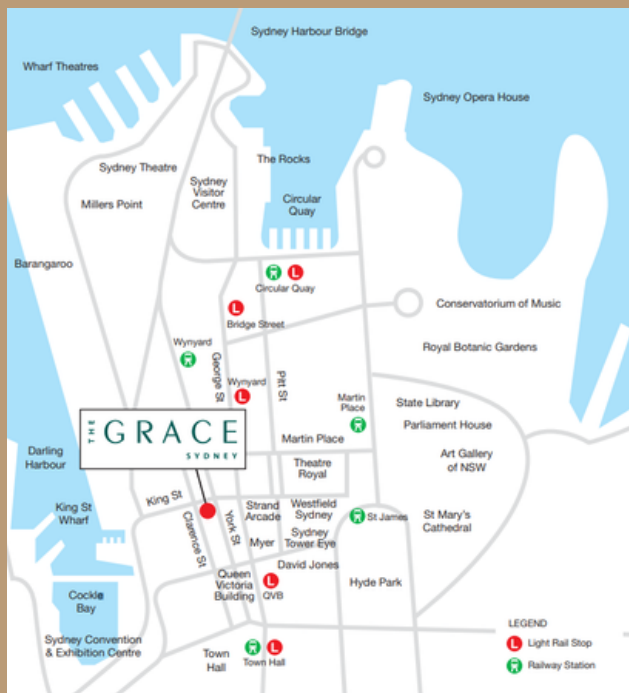 Sydney Harbour Bridge
Wharf Theatres
Sydney Opera House
The Rocks
Sydney Theatre
Sydney
Visitor
Centre
Millers Point
Circular
Quay
Barangaroo
Circular Quay
L
Conservatorium of Music
L
Bridge Street
Wynyard
Royal Botanic Gardens
George St
Pitt St
Wynyard
L
Martin
Place
State Library
Parliament House
THE
GRACE
SYDNEY
Martin Place
Art Gallery
of NSW
Darling
Harbour
Theatre
Royal
King St
King St
Wharf
Clarence St
York St
Strand
Arcade
Westfield
Sydney
St James
St Mary's
Cathedral
Myer
Sydney
Tower Eye
David Jones
Queen
Victoria
Building
L
QVB
Hyde Park
Cockle
Bay
Sydney Convention
& Exhibition Centre
Town
Hall
L
Town Hall
LEGEND
L Light Rail Stop
Railway Station